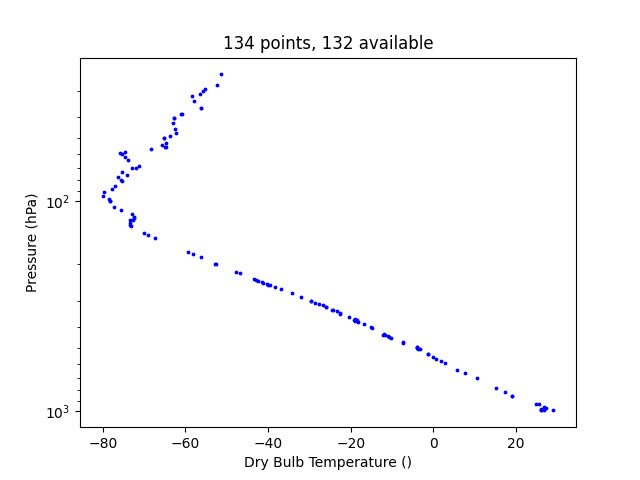 134 points, 132 available
Pressure (hPa)
10²
10³
−80 −60 −40 −20 0 20
Dry Bulb Temperature ()